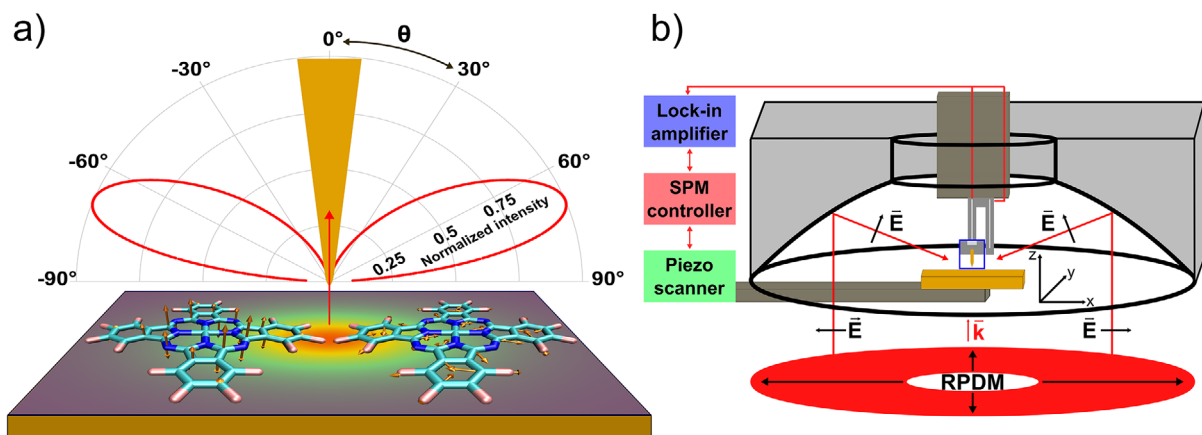 a)
0°
θ
-30°
30°
-60°
60°
-90°
90°
0.25
0.5
0.75
Normalized intensity
b)
Lock-in
amplifier
SPM
controller
Piezo
scanner
E
E
z
y
x
E
k
E
RPDM